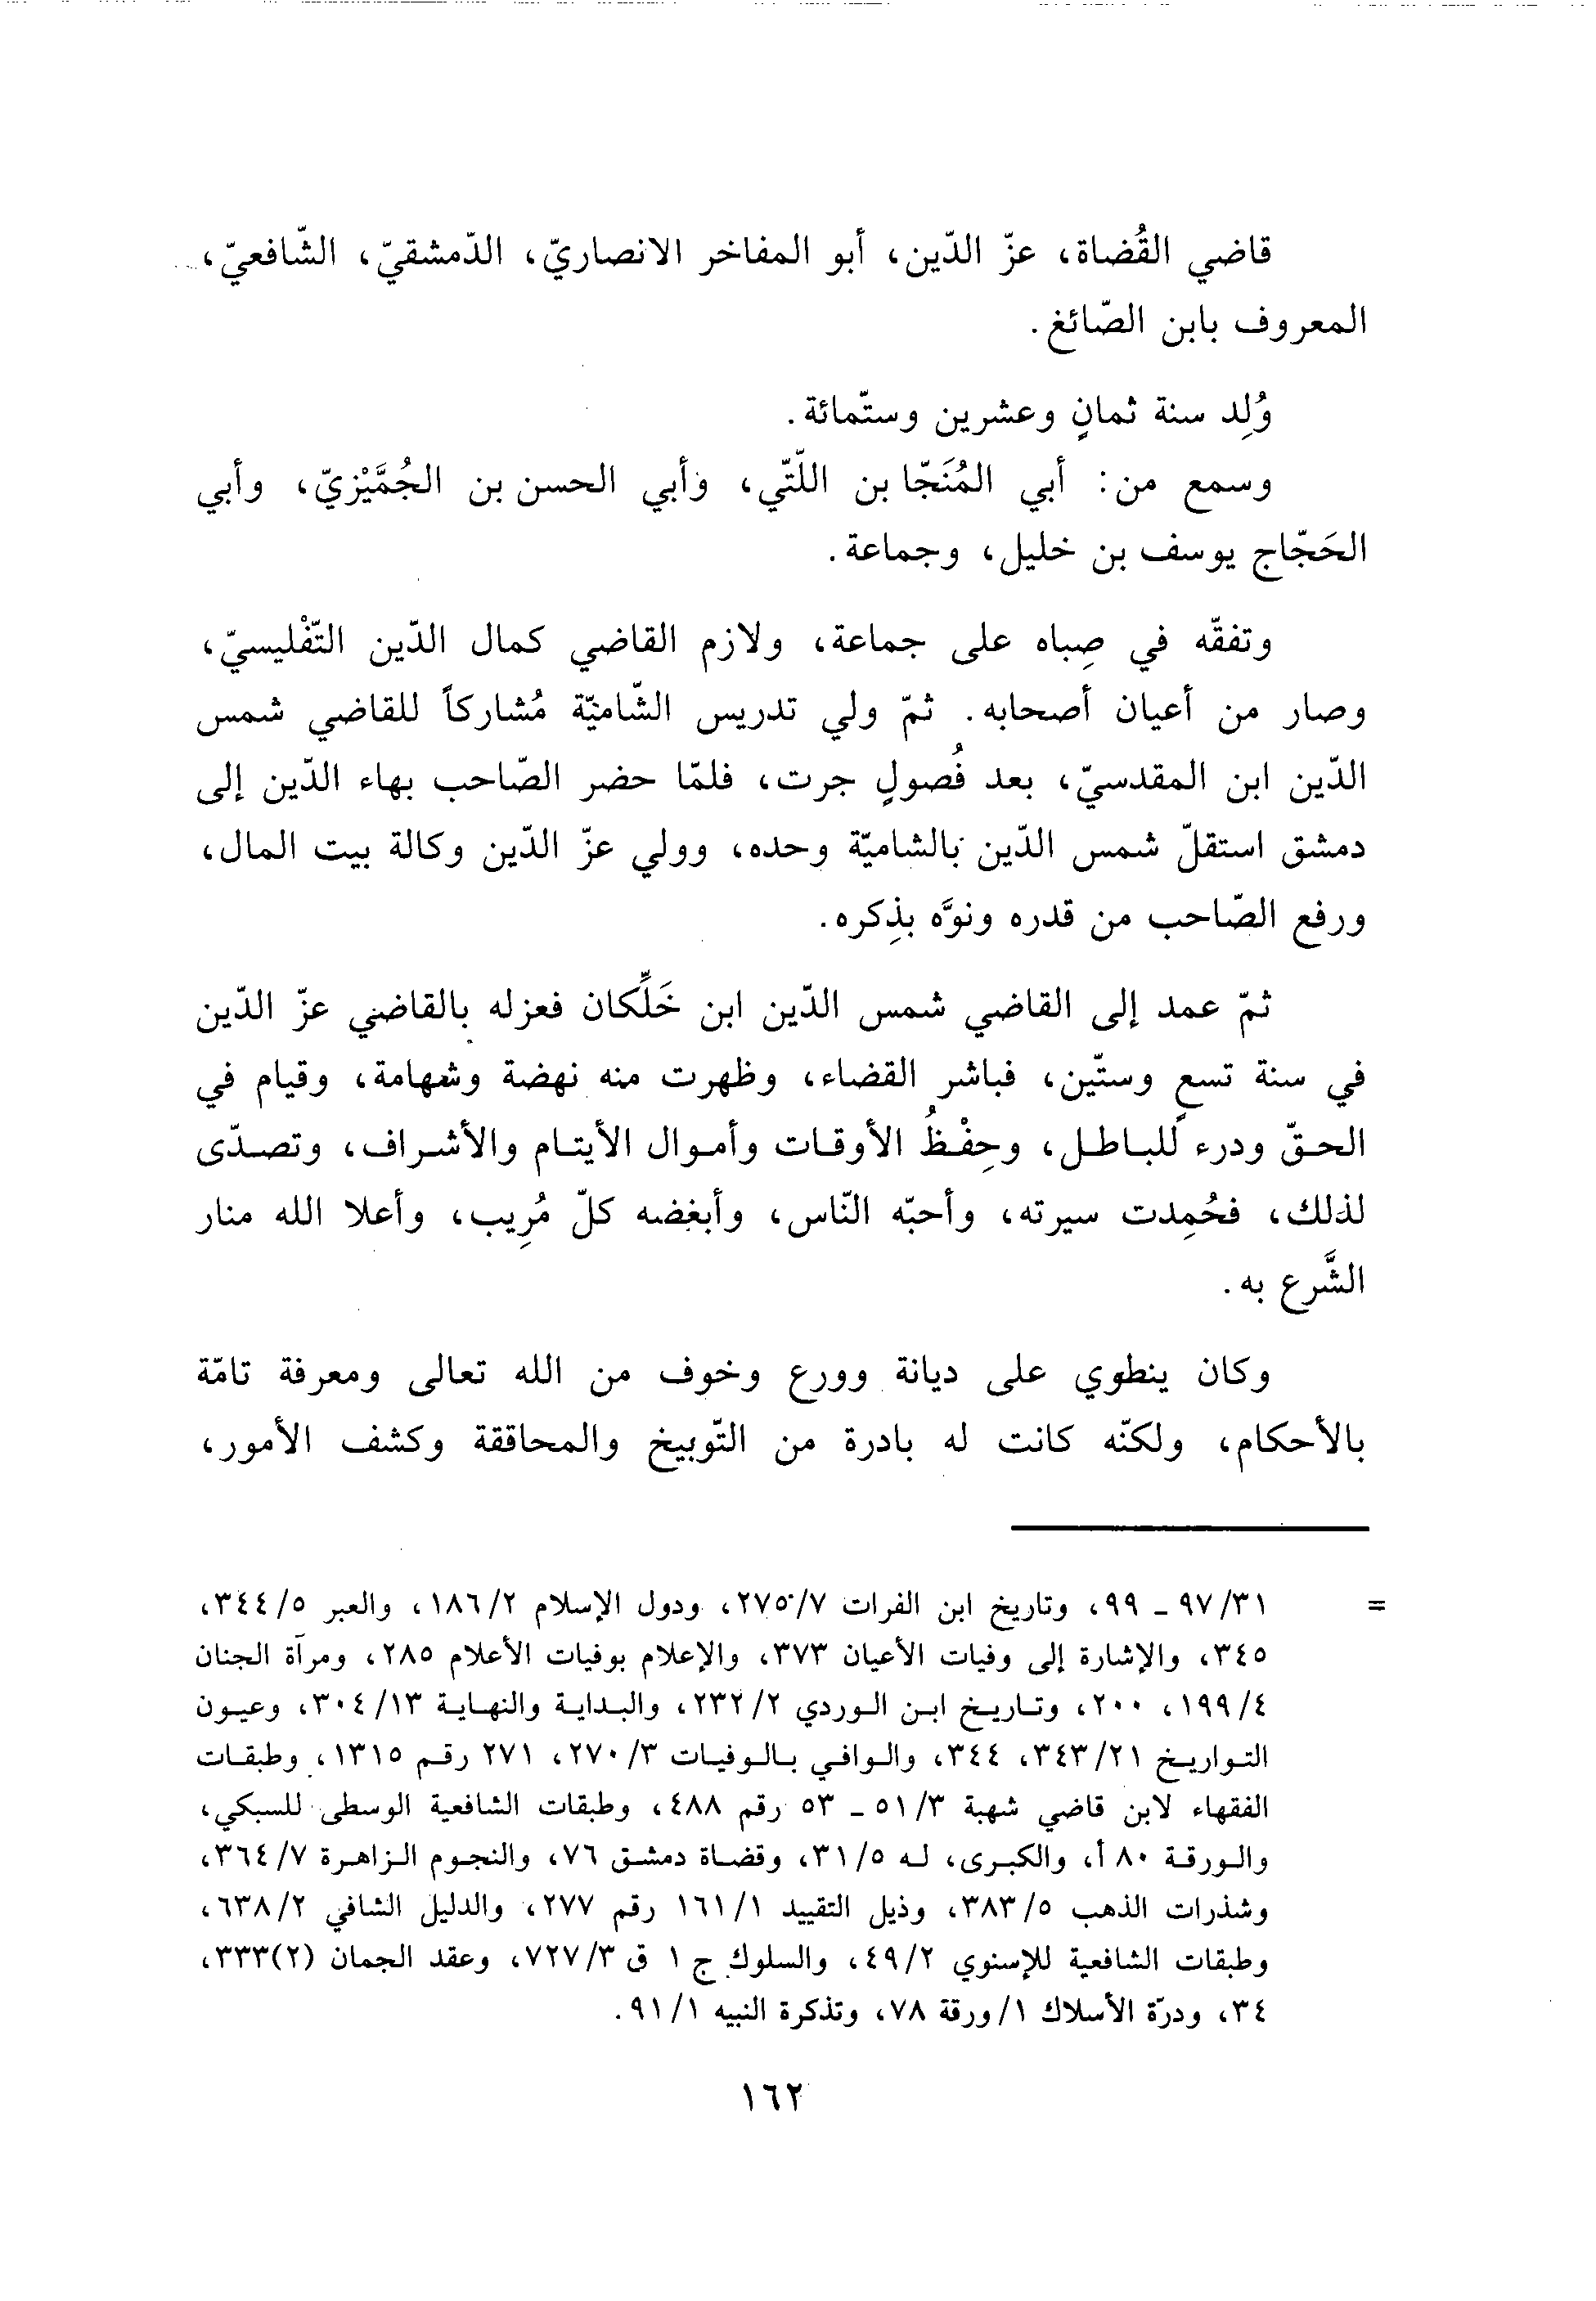 قاضي القُضاة، عزّ الدّين، أبو المفاخر الانصاريّ، الدّمشقيّ، الشّافعيّ،
المعروف بابن الصّائغ.
وُلِد سنة ثمانٍ وعشرين وستّمائة.
وسمع من: أبي المُنَجّا بن اللّتّي، وأبي الحسن بن الجُمَّيْزيّ، وأبي
الحَجّاج يوسف بن خليل، وجماعة.
وتفقّه في صِباه على جماعة، ولازم القاضي كمال الدّين التّفْليسيّ،
وصار من أعيان أصحابه. ثمّ ولي تدريس الشّاميّة مُشاركاً للقاضي شمس
الدّين ابن المقدسيّ، بعد فُصولٍ جرت، فلمّا حضر الصّاحب بهاء الدّين إلى
دمشق استقلّ شمس الدّين بالشاميّة وحده، وولي عزّ الدّين وكالة بيت المال،
ورفع الصّاحب من قدره ونوَّه بذِكره.
ثمّ عمد إلى القاضي شمس الدّين ابن خَلِّكان فعزله بالقاضي عزّ الدّين
في سنة تسعٍ وستّين، فباشر القضاء، وظهرت منه نهضة وشهامة، وقيام في
الحقّ ودرء للباطل، وحِفْظُ الأوقات وأموال الأيتام والأشراف، وتصدّى
لذلك، فحُمِدت سيرته، وأحبّه النّاس، وأبغضه كلّ مُرِيب، وأعلا الله منار
الشَّرع به.
وكان ينطوي على ديانة وورع وخوف من الله تعالى ومعرفة تامّة
بالأحكام، ولكنّه كانت له بادرة من التّوبيخ والمحاققة وكشف الأمور،
= ٣١/ ٩٧ ـ ٩٩، وتاريخ ابن الفرات ٧/ ٢٧٥، ودول الإسلام ٢/ ١٨٦، والعبر ٥/ ٣٤٤،
٣٤٥، والإشارة إلى وفيات الأعيان ٣٧٣، والإعلام بوفيات الأعلام ٢٨٥، ومرآة الجنان
٤/ ١٩٩، ٢٠٠، وتاريخ ابن الوردي ٢/ ٢٣٢، والبداية والنهاية ١٣/ ٣٠٤، وعيون
التواريخ ٢١/ ٣٤٣، ٣٤٤، والوافي بالوفيات ٣/ ٢٧٠، ٢٧١ رقم ١٣١٥، وطبقات
الفقهاء لابن قاضي شهبة ٣/ ٥١ ـ ٥٣ رقم ٤٨٨، وطبقات الشافعية الوسطى للسبكي،
والورقة ٨٠ أ، والكبرى، له ٥/ ٣١، وقضاة دمشق ٧٦، والنجوم الزاهرة ٧/ ٣٦٤،
وشذرات الذهب ٥/ ٣٨٣، وذيل التقييد ١/ ١٦١ رقم ٢٧٧، والدليل الشافي ٢/ ٦٣٨،
وطبقات الشافعية للإسنوي ٢/ ٤٩، والسلوك ج ١ ق ٣/ ٧٢٧، وعقد الجمان (٢) ٣٣٣،
٣٤، ودرّة الأسلاك ١/ ورقة ٧٨، وتذكرة النبيه ١/ ٩١.
١٦٢